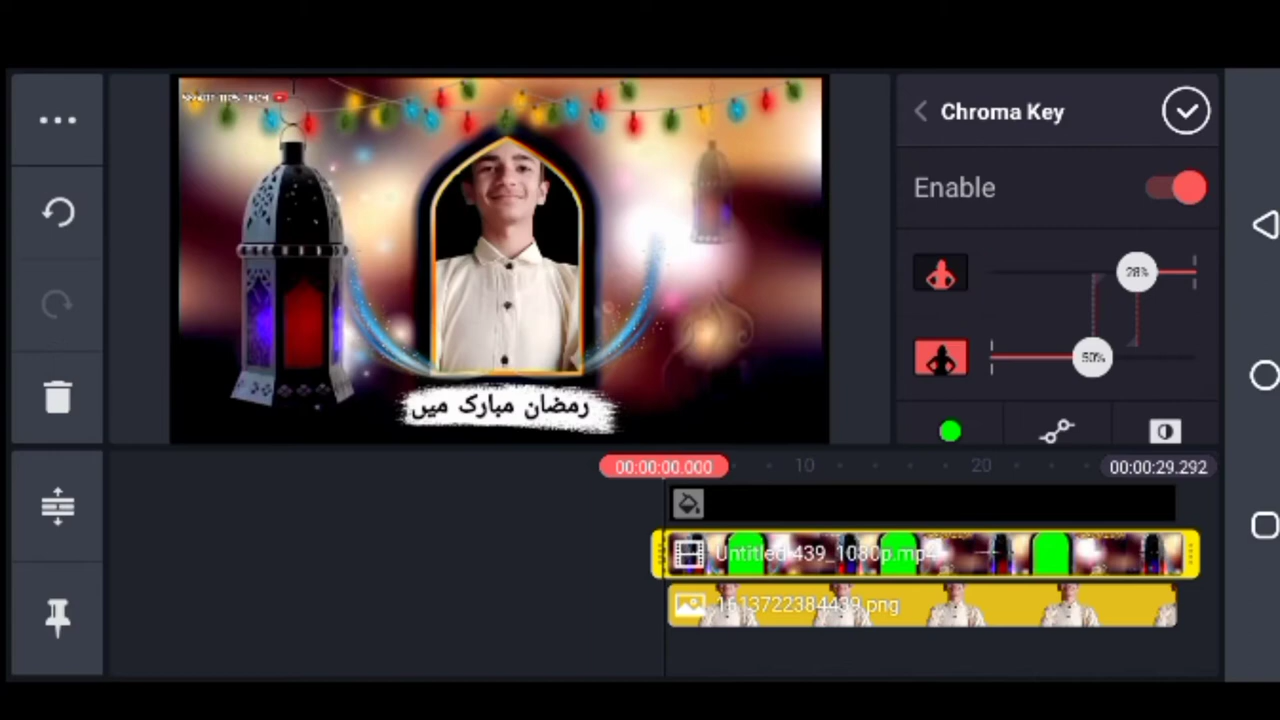 Chroma Key
Enable
28%
50%
رمضان مبارک میں
00:00:00.000
10
20
00:00:29.292
Untitled 439_1080p.mp4
1613722384439.png